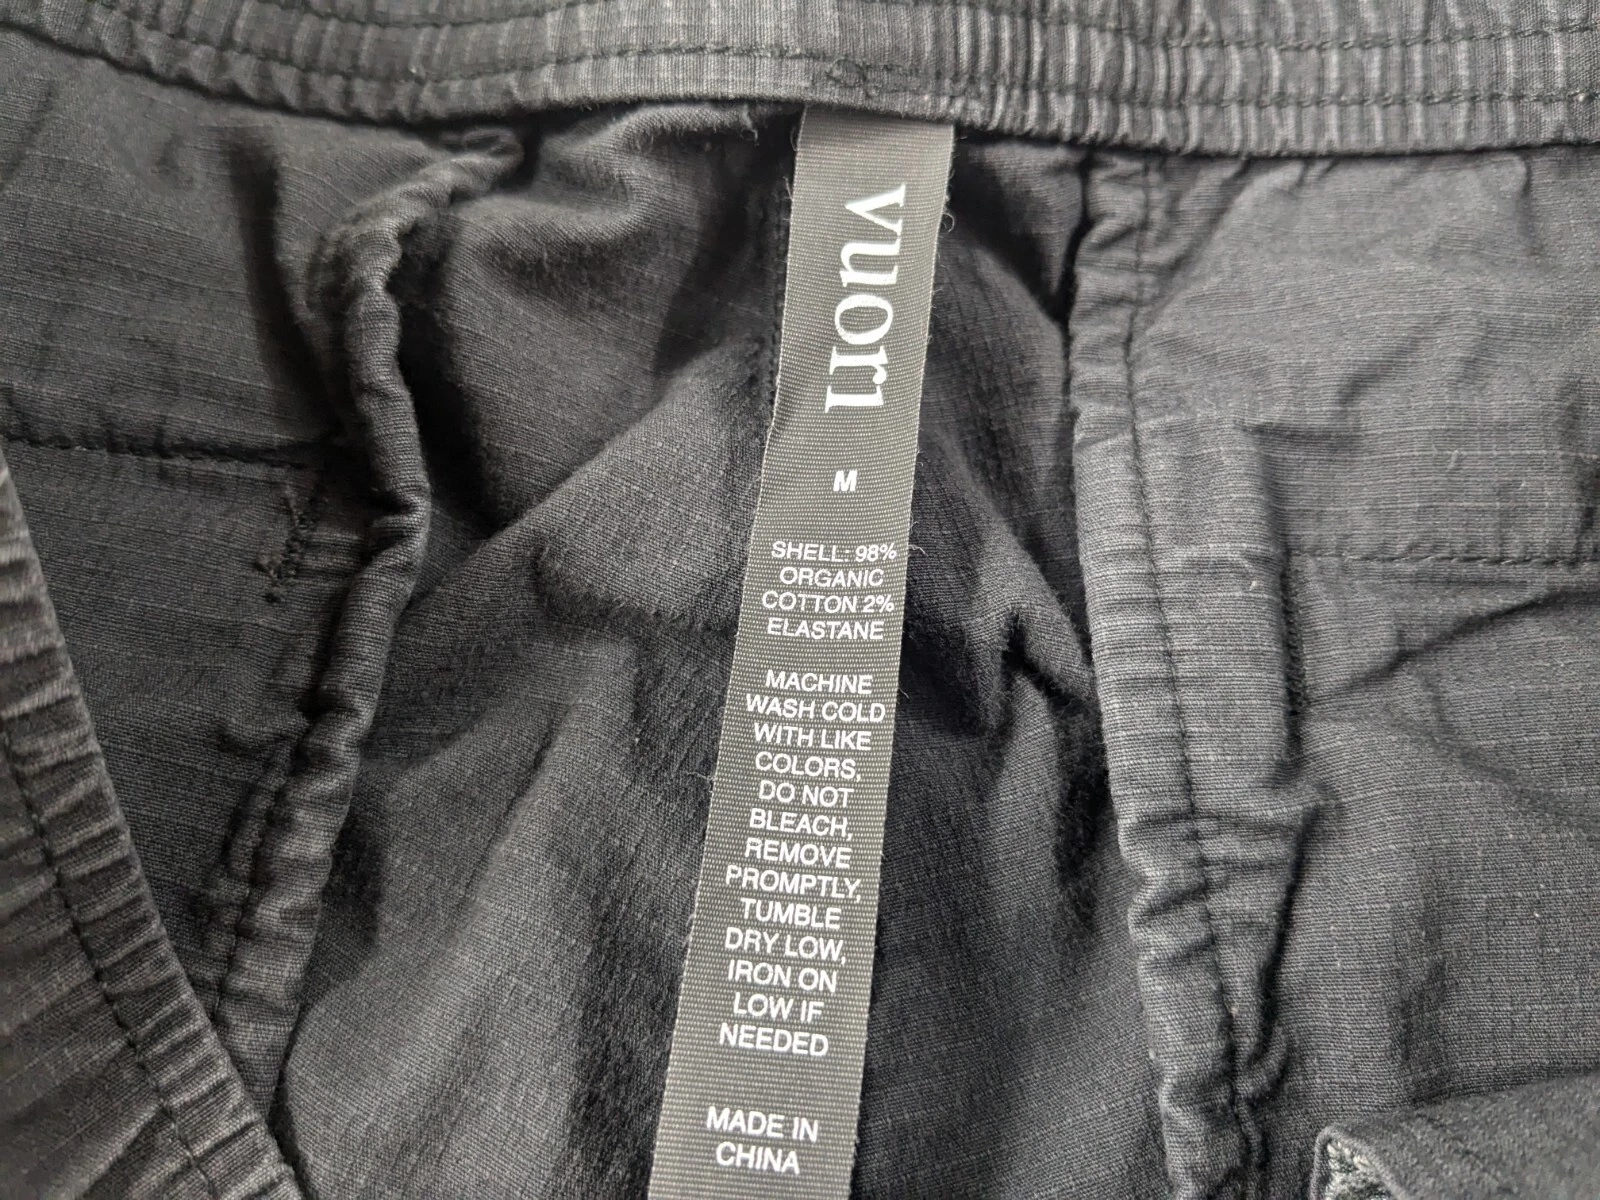 vuori
M
SHELL: 98%
ORGANIC
COTTON 2%
ELASTANE
MACHINE
WASH COLD
WITH LIKE
COLORS,
DO NOT
BLEACH,
REMOVE
PROMPTLY,
TUMBLE
DRY LOW,
IRON ON
LOW IF
NEEDED
MADE IN
CHINA